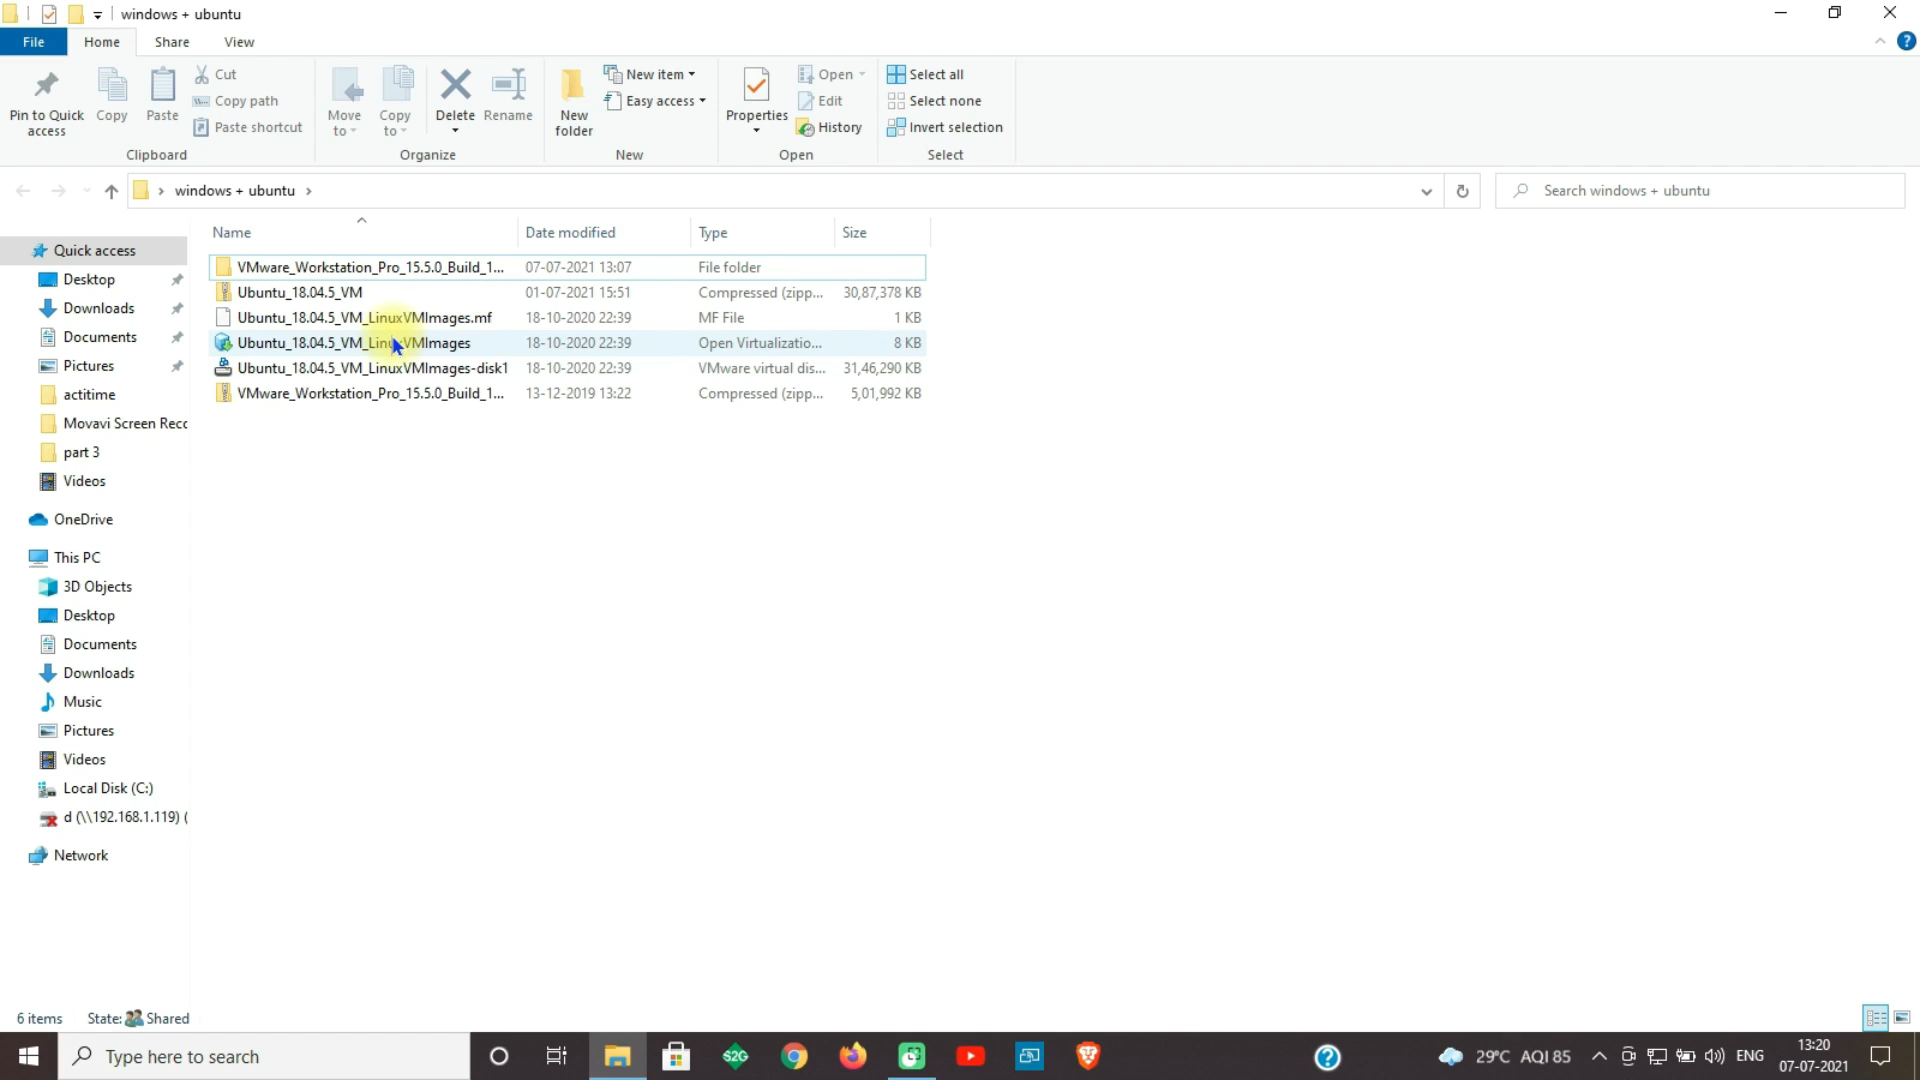 windows + ubuntu
File Home Share View
Pin to Quick access
Copy
Paste
Cut
Copy path
Paste shortcut
Clipboard
Move to
Copy to
Delete
Rename
Organize
New folder
New item
Easy access
New
Properties
Open
Edit
History
Open
Select all
Select none
Invert selection
Select
windows + ubuntu
Search windows + ubuntu
Name Date modified Type Size
VMware_Workstation_Pro_15.5.0_Build_1... 07-07-2021 13:07 File folder
Ubuntu_18.04.5_VM 01-07-2021 15:51 Compressed (zipp... 30,87,378 KB
Ubuntu_18.04.5_VM_LinuxVMImages.mf 18-10-2020 22:39 MF File 1 KB
Ubuntu_18.04.5_VM_LinuxVMImages 18-10-2020 22:39 Open Virtualizatio... 8 KB
Ubuntu_18.04.5_VM_LinuxVMImages-disk1 18-10-2020 22:39 VMware virtual dis... 31,46,290 KB
VMware_Workstation_Pro_15.5.0_Build_1... 13-12-2019 13:22 Compressed (zipp... 5,01,992 KB
Quick access
Desktop
Downloads
Documents
Pictures
actitime
Movavi Screen Recc
part 3
Videos
OneDrive
This PC
3D Objects
Desktop
Documents
Downloads
Music
Pictures
Videos
Local Disk (C:)
d (\\192.168.1.119) (
Network
6 items State: Shared
Type here to search
S2G
29°C AQI 85
ENG
13:20
07-07-2021